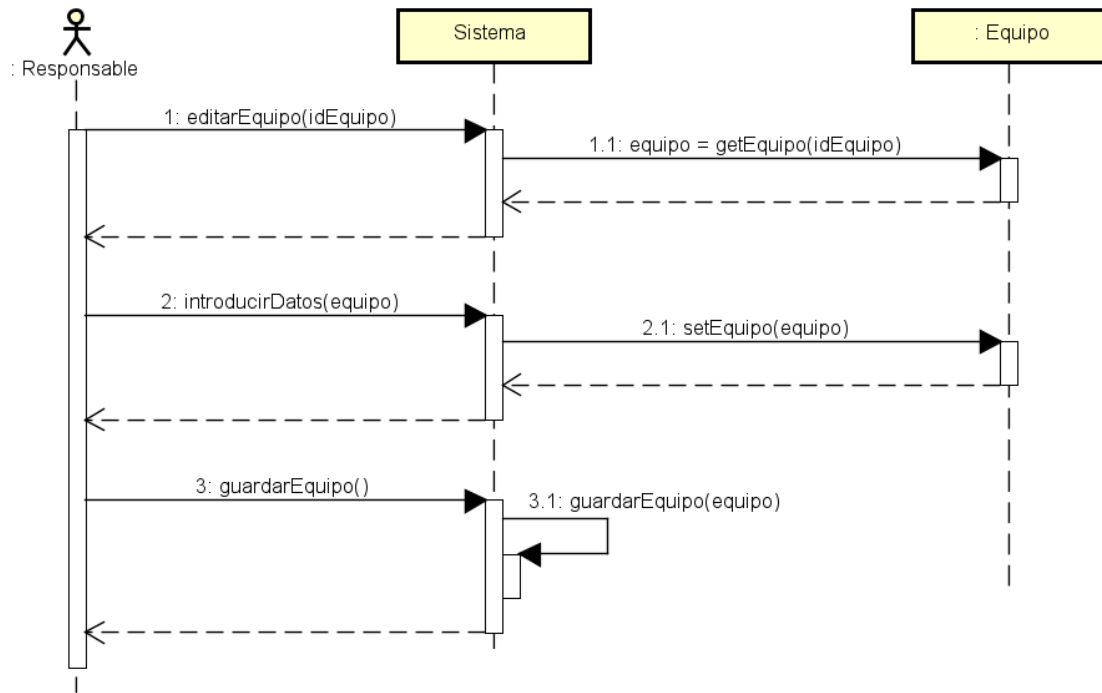 Sistema
: Equipo
: Responsable
1: editarEquipo(idEquipo)
1.1: equipo = getEquipo(idEquipo)
2: introducirDatos(equipo)
2.1: setEquipo(equipo)
3: guardarEquipo()
3.1: guardarEquipo(equipo)